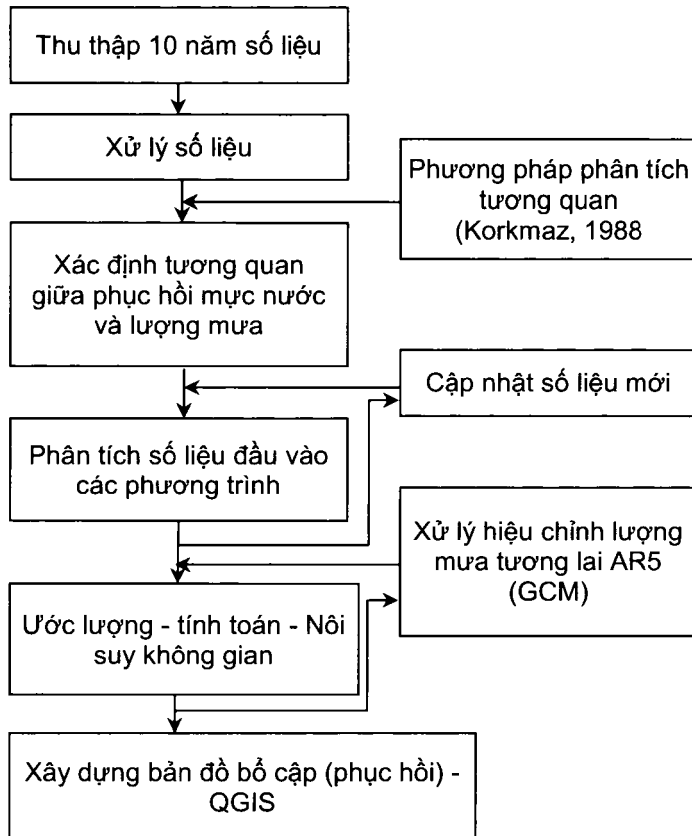 Thu thập 10 năm số liệu
Xử lý số liệu
Phương pháp phân tích
tương quan
(Korkmaz, 1988
Xác định tương quan
giữa phục hồi mực nước
và lượng mưa
Cập nhật số liệu mới
Phân tích số liệu đầu vào
các phương trình
Xử lý hiệu chỉnh lượng
mưa tương lai AR5
(GCM)
Ước lượng - tính toán - Nôi
suy không gian
Xây dựng bản đồ bổ cập (phục hồi) -
QGIS